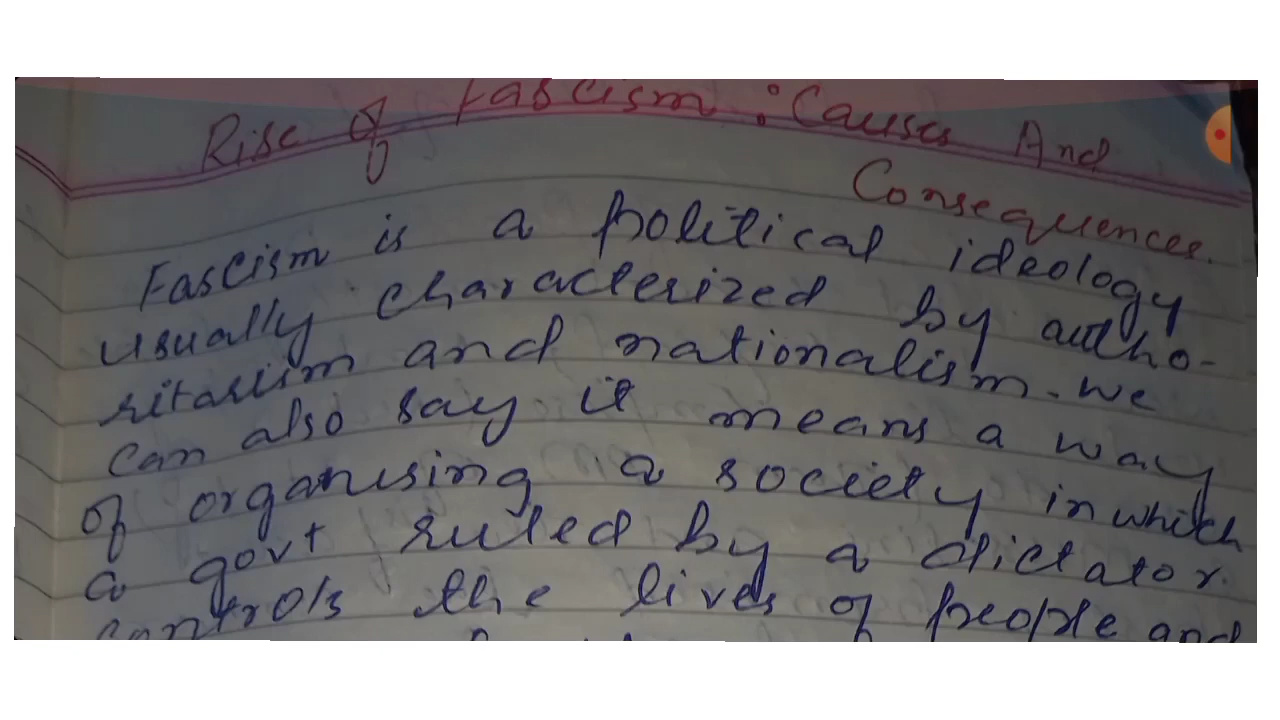 Rise of Fascism : Causes And
Consequences.
Fascism is a political ideology
usually characterized by autho-
ritarism and nationalism. we
can also say it means a way
of organising a society in which
a govt ruled by a dictator.
controls the lives of people and